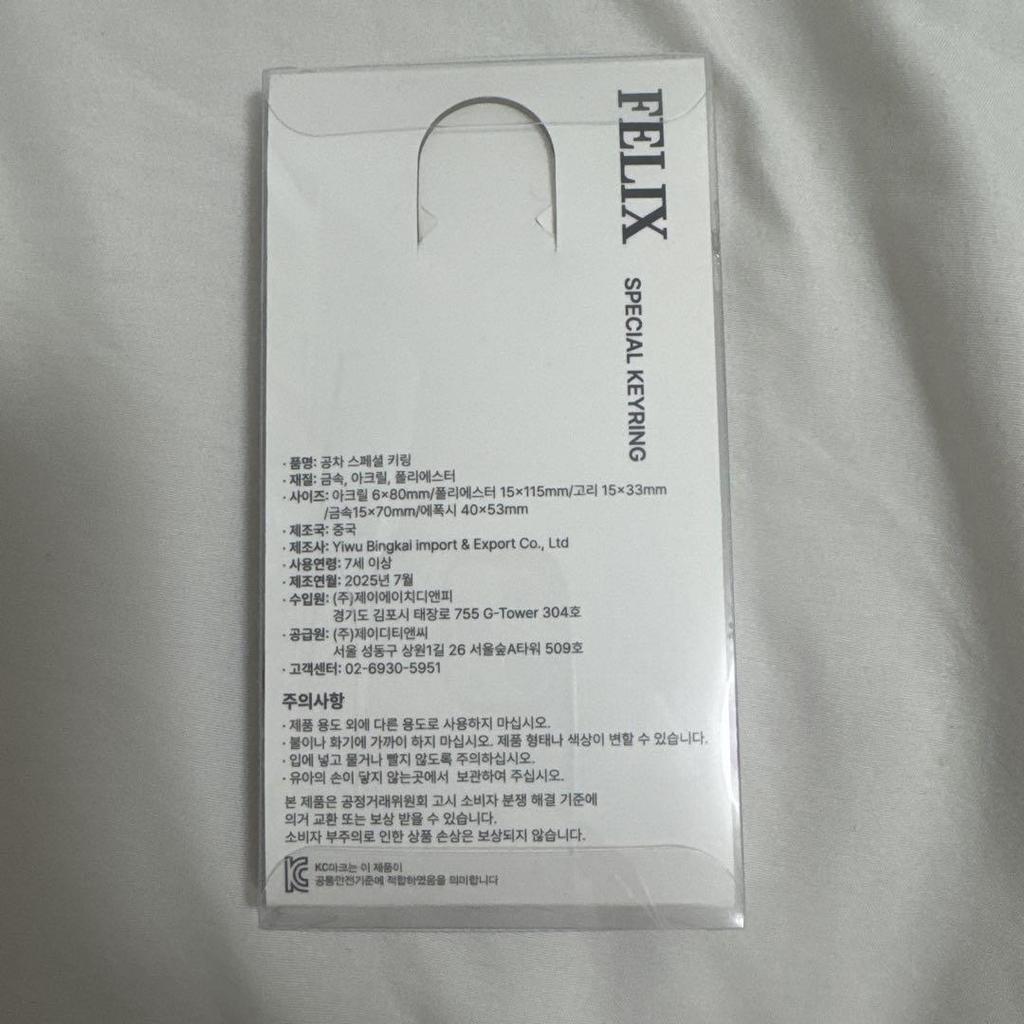 FELIX
SPECIAL KEYRING
· 품명: 공차 스페셜 키링
· 재질: 금속, 아크릴, 폴리에스터
· 사이즈: 아크릴 6×80mm/폴리에스터 15×115mm/고리 15×33mm
/금속15×70mm/에폭시 40×53mm
· 제조국: 중국
· 제조사: Yiwu Bingkai import & Export Co., Ltd
· 사용연령: 7세 이상
· 제조연월: 2025년 7월
· 수입원: (주)제이에이치디앤피
경기도 김포시 태장로 755 G-Tower 304호
· 공급원: (주)제이디티앤씨
서울 성동구 상원1길 26 서울숲A타워 509호
· 고객센터: 02-6930-5951
주의사항
· 제품 용도 외에 다른 용도로 사용하지 마십시오.
· 불이나 화기에 가까이 하지 마십시오. 제품 형태나 색상이 변할 수 있습니다.
· 입에 넣고 물거나 빨지 않도록 주의하십시오.
· 유아의 손이 닿지 않는곳에서 보관하여 주십시오.
본 제품은 공정거래위원회 고시 소비자 분쟁 해결 기준에
의거 교환 또는 보상 받을 수 있습니다.
소비자 부주의로 인한 상품 손상은 보상되지 않습니다.
KC마크는 이 제품이
공통안전기준에 적합하였음을 의미합니다